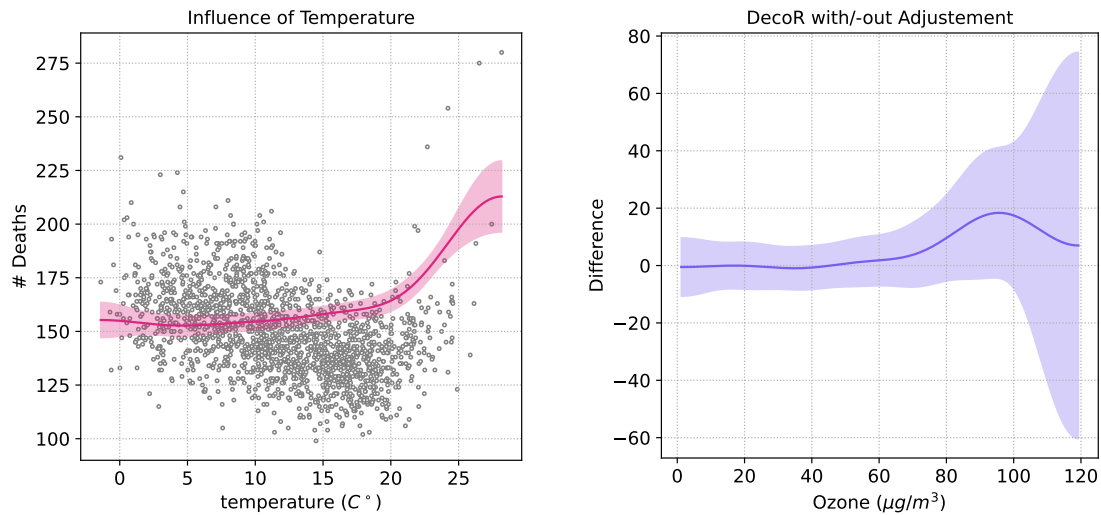 Influence of Temperature
# Deaths
275
250
225
200
175
150
125
100
0 5 10 15 20 25
temperature (C°)
DecoR with/-out Adjustement
Difference
80
60
40
20
0
−20
−40
−60
0 20 40 60 80 100 120
Ozone (μg/m³)